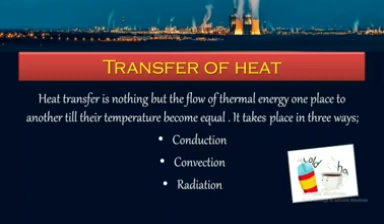 TRANSFER OF HEAT
Heat transfer is nothing but the flow of thermal energy one place to
another till their temperature become equal . It takes place in three ways;
• Conduction
• Convection
• Radiation